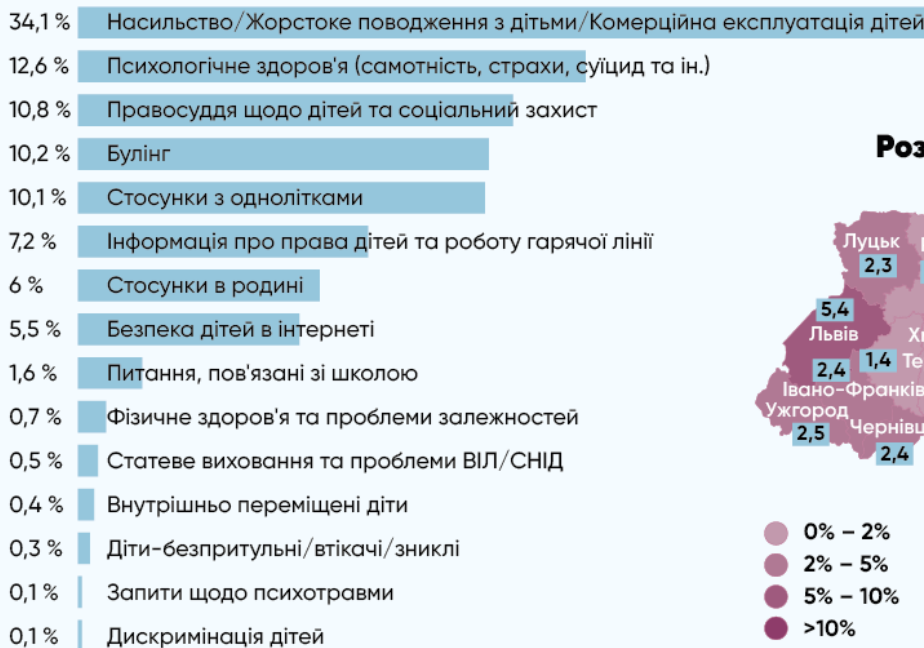 34,1 % Насильство/Жорстоке поводження з дітьми/Комерційна експлуатація дітей
12,6 % Психологічне здоров'я (самотність, страхи, суїцид та ін.)
10,8 % Правосуддя щодо дітей та соціальний захист
10,2 % Булінг
10,1 % Стосунки з однолітками
7,2 % Інформація про права дітей та роботу гарячої лінії
6 % Стосунки в родині
5,5 % Безпека дітей в інтернеті
1,6 % Питання, пов'язані зі школою
0,7 % Фізичне здоров'я та проблеми залежностей
0,5 % Статеве виховання та проблеми ВІЛ/СНІД
0,4 % Внутрішньо переміщені діти
0,3 % Діти-безпритульні/втікачі/зниклі
0,1 % Запити щодо психотравми
0,1 % Дискримінація дітей
Роз
Луцьк
2,3
5,4
Львів
Хм
1,4 Те
2,4
Івано-Франків
Ужгород
2,5
Чернівц
2,4
0% – 2%
2% – 5%
5% – 10%
>10%